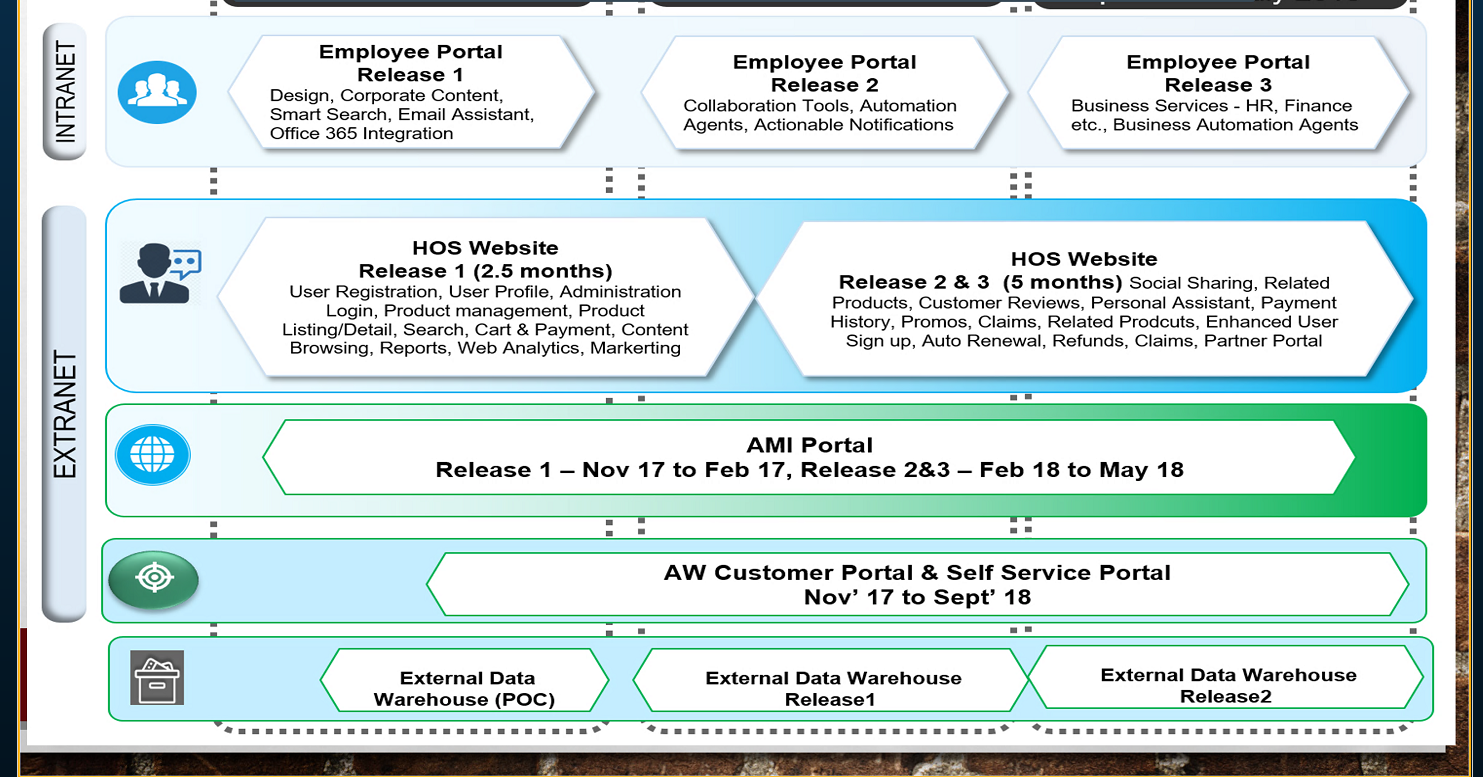 INTRANET
Employee Portal
Release 1
Design, Corporate Content,
Smart Search, Email Assistant,
Office 365 Integration
Employee Portal
Release 2
Collaboration Tools, Automation
Agents, Actionable Notifications
Employee Portal
Release 3
Business Services - HR, Finance
etc., Business Automation Agents
EXTRANET
HOS Website
Release 1 (2.5 months)
User Registration, User Profile, Administration
Login, Product management, Product
Listing/Detail, Search, Cart & Payment, Content
Browsing, Reports, Web Analytics, Markerting
HOS Website
Release 2 & 3  (5 months) Social Sharing, Related
Products, Customer Reviews, Personal Assistant, Payment
History, Promos, Claims, Related Prodcuts, Enhanced User
Sign up, Auto Renewal, Refunds, Claims, Partner Portal
AMI Portal
Release 1 – Nov 17 to Feb 17, Release 2&3 – Feb 18 to May 18
AW Customer Portal & Self Service Portal
Nov’ 17 to Sept’ 18
External Data
Warehouse (POC)
External Data Warehouse
Release1
External Data Warehouse
Release2